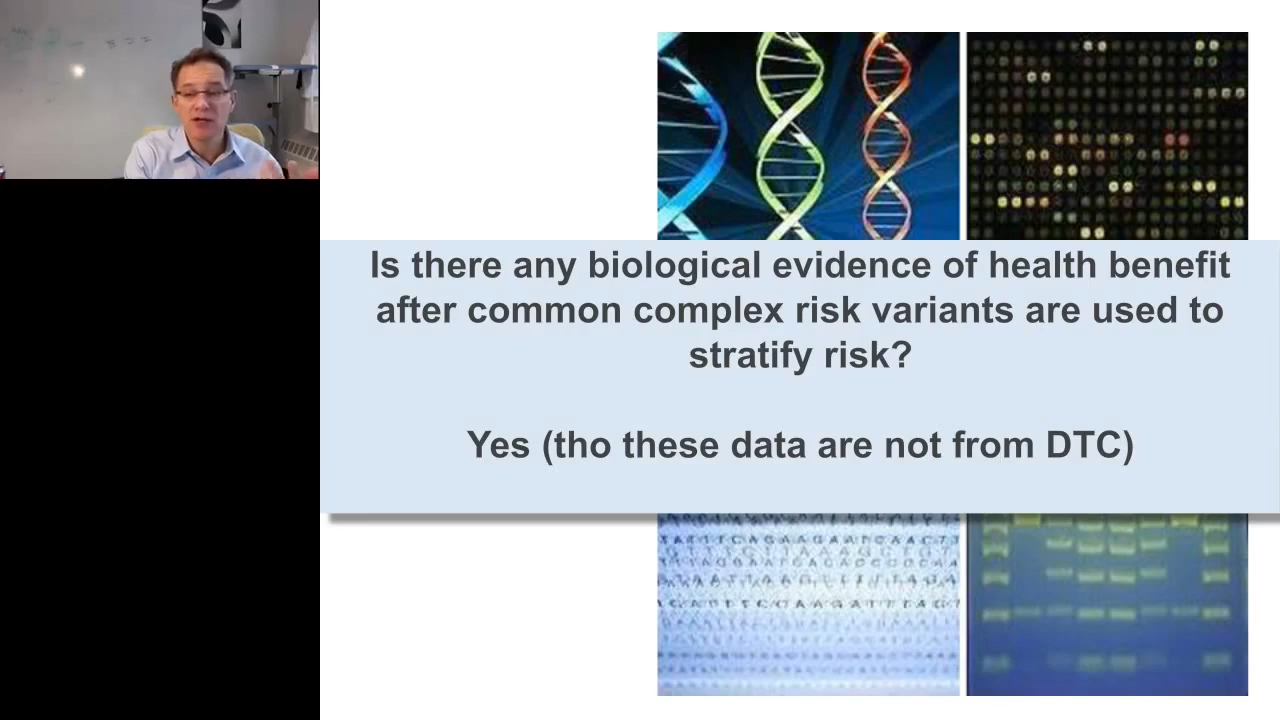 Is there any biological evidence of health benefit
after common complex risk variants are used to
stratify risk?
Yes (tho these data are not from DTC)